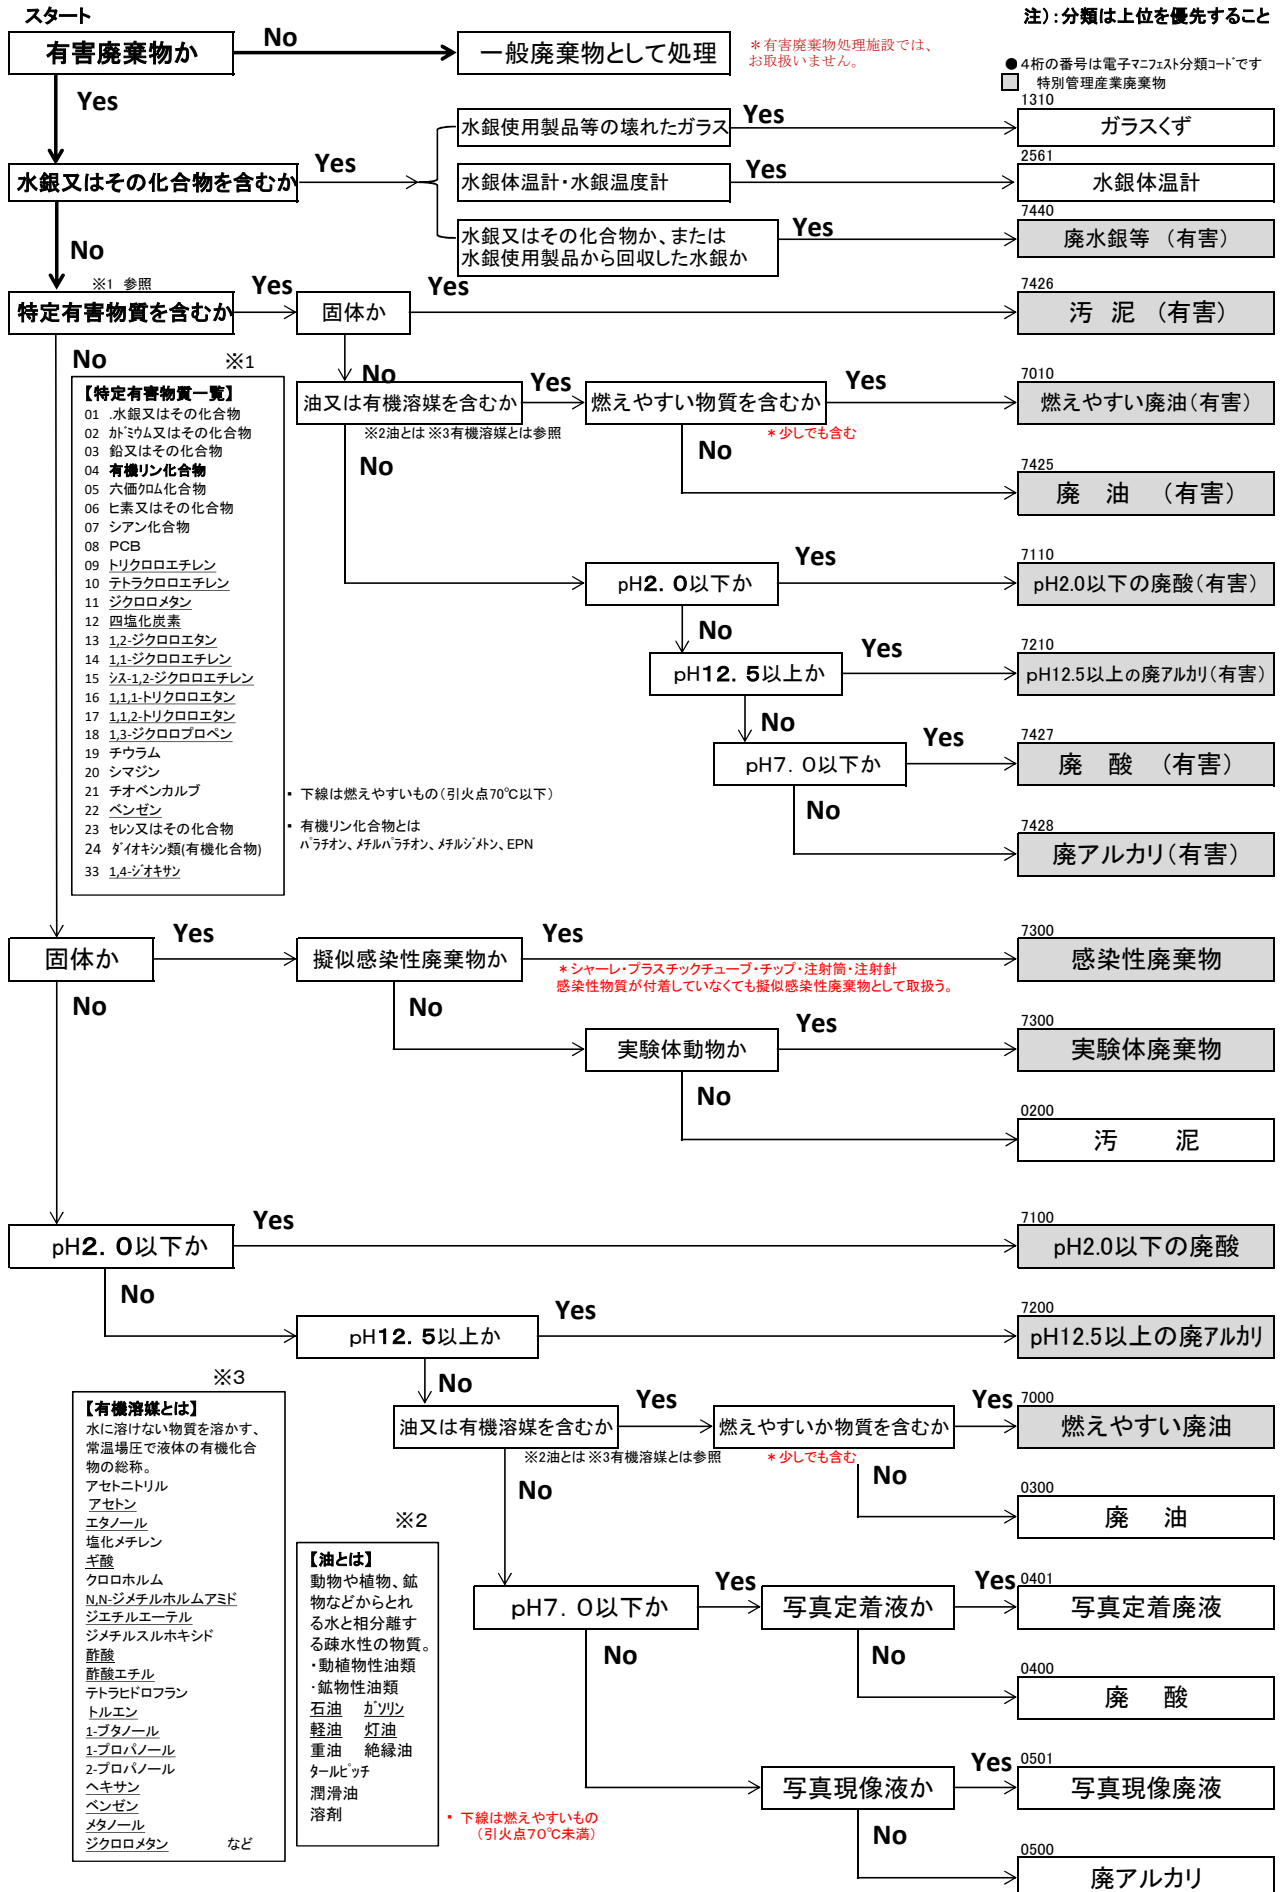 スタート
注）：分類は上位を優先すること
有害廃棄物か
No
一般廃棄物として処理
＊有害廃棄物処理施設では、
お取扱いません。
●４桁の番号は電子マニフェスト分類コードです
特別管理産業廃棄物
Yes
水銀使用製品等の壊れたガラス
Yes
1310
ガラスくず
水銀又はその化合物を含むか
Yes
水銀体温計・水銀温度計
Yes
2561
水銀体温計
水銀又はその化合物か、または
水銀使用製品から回収した水銀か
Yes
7440
廃水銀等　（有害）
No
※1　参照
特定有害物質を含むか
Yes
固体か
Yes
7426
汚　泥　（有害）
No
※1
No
油又は有機溶媒を含むか
※2油とは ※3有機溶媒とは参照
Yes
燃えやすい物質を含むか
＊少しでも含む
Yes
7010
燃えやすい廃油（有害）
No
7425
廃　油　（有害）
No
pH２．０以下か
Yes
7110
pH2.0以下の廃酸（有害）
No
pH１２．５以上か
Yes
7210
pH12.5以上の廃アルカリ（有害）
No
pH７．０以下か
Yes
7427
廃　酸　（有害）
No
7428
廃アルカリ（有害）
【特定有害物質一覧】
01　.水銀又はその化合物
02　カドミウム又はその化合物
03　鉛又はその化合物
04　有機リン化合物
05　六価クロム化合物
06　ヒ素又はその化合物
07　シアン化合物
08　PCB
09　トリクロロエチレン
10　テトラクロロエチレン
11　ジクロロメタン
12　四塩化炭素
13　1,2-ジクロロエタン
14　1,1-ジクロロエチレン
15　シス-1,2-ジクロロエチレン
16　1,1,1-トリクロロエタン
17　1,1,2-トリクロロエタン
18　1,3-ジクロロプロペン
19　チウラム
20　シマジン
21　チオベンカルブ
22　ベンゼン
23　セレン又はその化合物
24　ダイオキシン類(有機化合物)
33　1,4-ジオキサン
▪　下線は燃えやすいもの（引火点70℃以下）
▪　有機リン化合物とは
パラチオン、メチルパラチオン、メチルジメトン、EPN
固体か
Yes
擬似感染性廃棄物か
Yes
＊シャーレ・プラスチックチューブ・チップ・注射筒・注射針
感染性物質が付着していなくても擬似感染性廃棄物として取扱う。
7300
感染性廃棄物
No
No
実験体動物か
Yes
7300
実験体廃棄物
No
0200
汚　　泥
pH２．０以下か
Yes
7100
pH2.0以下の廃酸
No
pH１２．５以上か
Yes
7200
pH12.5以上の廃アルカリ
No
油又は有機溶媒を含むか
※2油とは ※3有機溶媒とは参照
Yes
燃えやすいか物質を含むか
＊少しでも含む
Yes
7000
燃えやすい廃油
No
0300
廃　油
No
pH７．０以下か
Yes
写真定着液か
Yes
0401
写真定着廃液
No
0400
廃　酸
No
写真現像液か
Yes
0501
写真現像廃液
No
0500
廃アルカリ
※３
【有機溶媒とは】
水に溶けない物質を溶かす、
常温場圧で液体の有機化合
物の総称。
アセトニトリル
アセトン
エタノール
塩化メチレン
ギ酸
クロロホルム
N,N-ジメチルホルムアミド
ジエチルエーテル
ジメチルスルホキシド
酢酸
酢酸エチル
テトラヒドロフラン
トルエン
1-ブタノール
1-プロパノール
2-プロパノール
ヘキサン
ベンゼン
メタノール
ジクロロメタン　　など
※２
【油とは】
動物や植物、鉱
物などからとれ
る水と相分離す
る疎水性の物質。
・動植物性油類
・鉱物性油類
石油　ガソリン
軽油　灯油
重油　絶縁油
タールピッチ
潤滑油
溶剤
▪　下線は燃えやすいもの
（引火点７０℃未満）